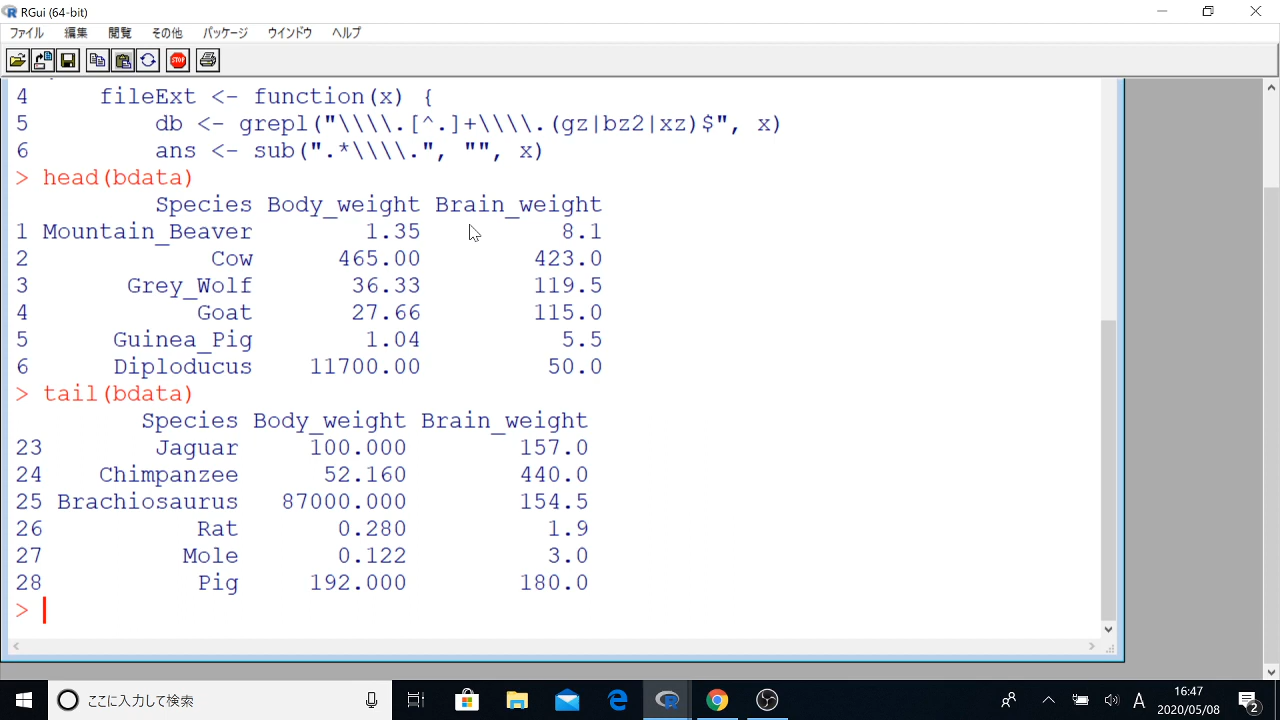 RGui (64-bit)
ファイル 編集 閲覧 その他 パッケージ ウインドウ ヘルプ
STOP
4 fileExt <- function(x) {
5 db <- grepl("\\\\.[^.]+\\\\.(gz|bz2|xz)$", x)
6 ans <- sub(".*\\\\.", "", x)
> head(bdata)
Species Body_weight Brain_weight
1 Mountain_Beaver 1.35 8.1
2 Cow 465.00 423.0
3 Grey_Wolf 36.33 119.5
4 Goat 27.66 115.0
5 Guinea_Pig 1.04 5.5
6 Diploducus 11700.00 50.0
> tail(bdata)
Species Body_weight Brain_weight
23 Jaguar 100.000 157.0
24 Chimpanzee 52.160 440.0
25 Brachiosaurus 87000.000 154.5
26 Rat 0.280 1.9
27 Mole 0.122 3.0
28 Pig 192.000 180.0
>
ここに入力して検索
A
16:47
2020/05/08
2